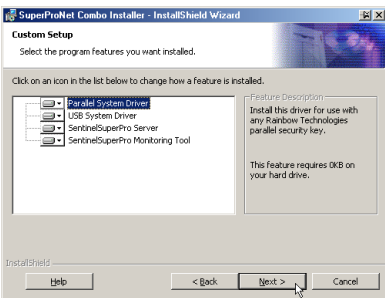 SuperProNet Combo Installer - InstallShield Wizard
Custom Setup
Select the program features you want installed.
Click on an icon in the list below to change how a feature is installed.
Parallel System Driver
USB System Driver
SentinelSuperPro Server
SentinelSuperPro Monitoring Tool
Feature Description
Install this driver for use with
any Rainbow Technologies
parallel security key.
This feature requires 0KB on
your hard drive.
InstallShield
Help
< Back
Next >
Cancel